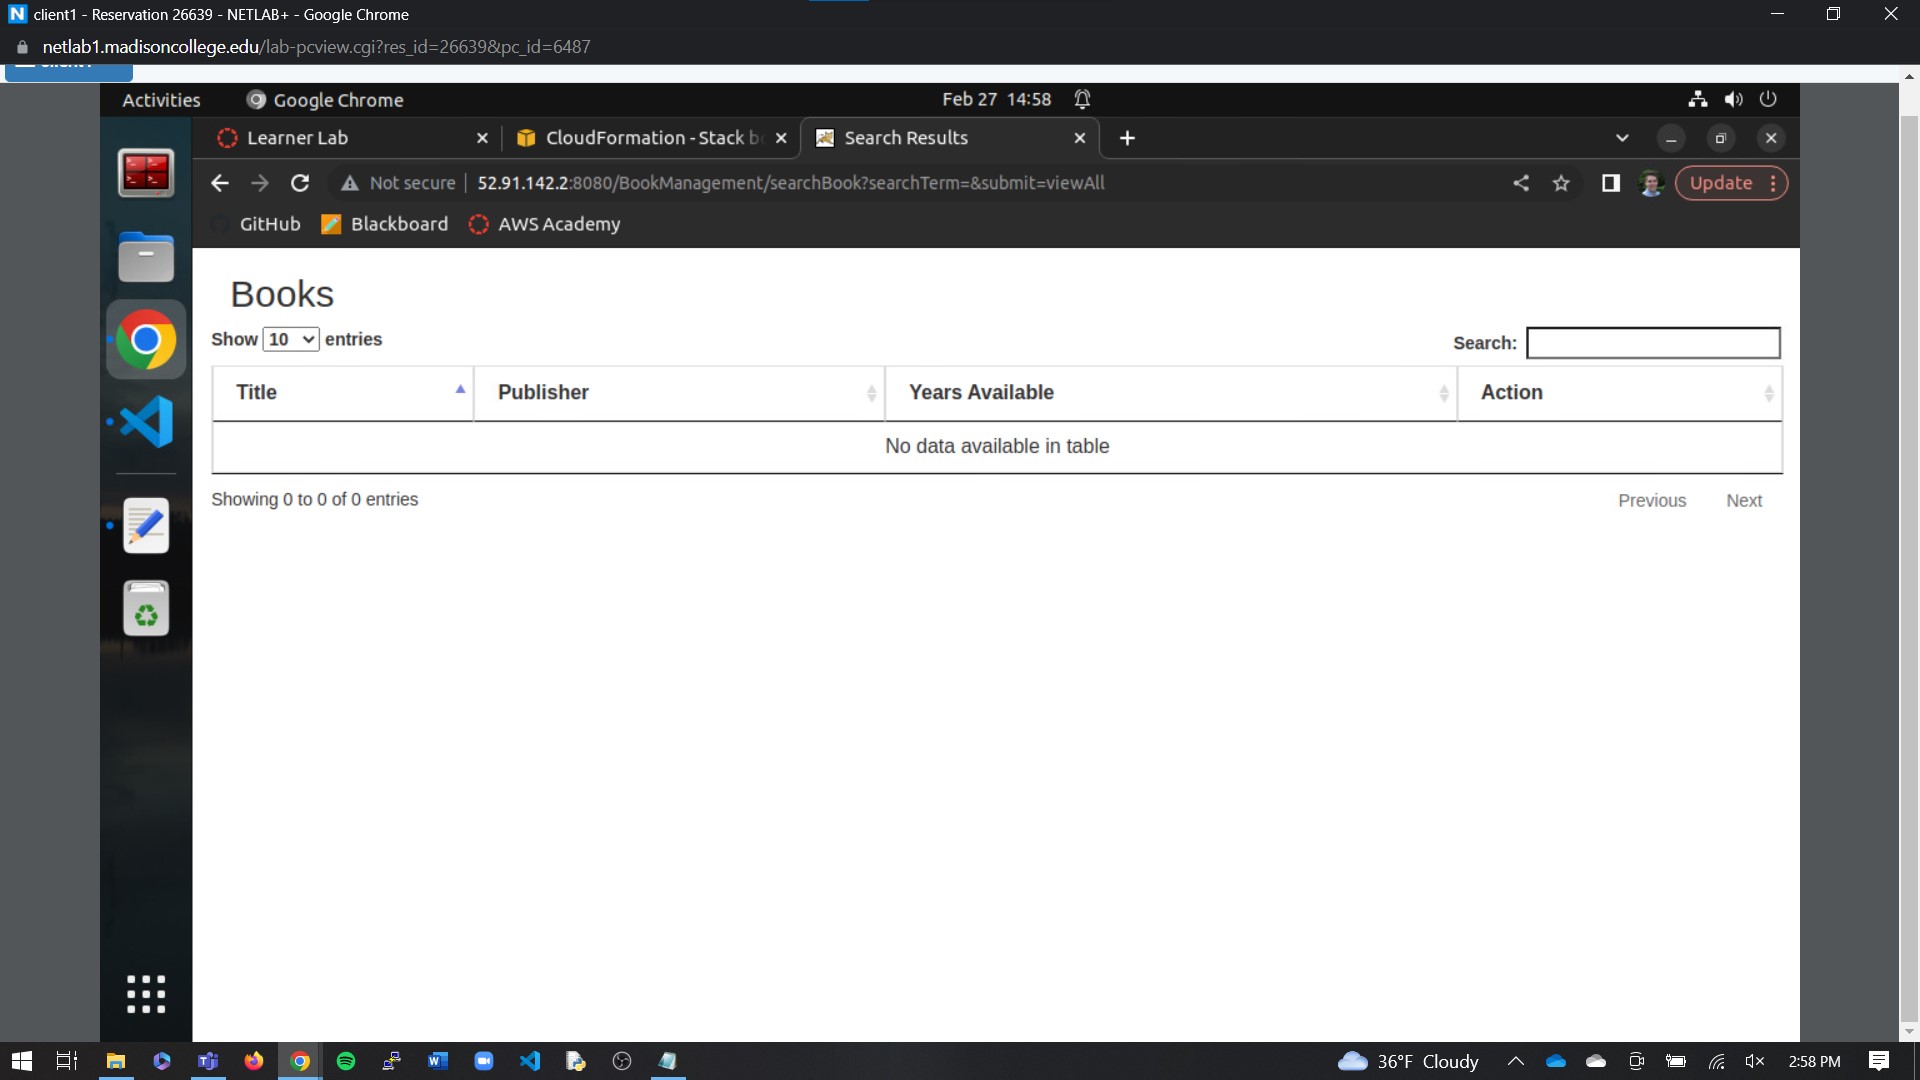 client1 - Reservation 26639 - NETLAB+ - Google Chrome
netlab1.madisoncollege.edu/lab-pcview.cgi?res_id=26639&pc_id=6487
Activities Google Chrome Feb 27 14:58
Learner Lab CloudFormation - Stack Search Results
Not secure 52.91.142.2:8080/BookManagement/searchBook?searchTerm=&submit=viewAll Update
GitHub Blackboard AWS Academy
Books
Show 10 entries Search:
Title Publisher Years Available Action
No data available in table
Showing 0 to 0 of 0 entries Previous Next
36°F Cloudy 2:58 PM